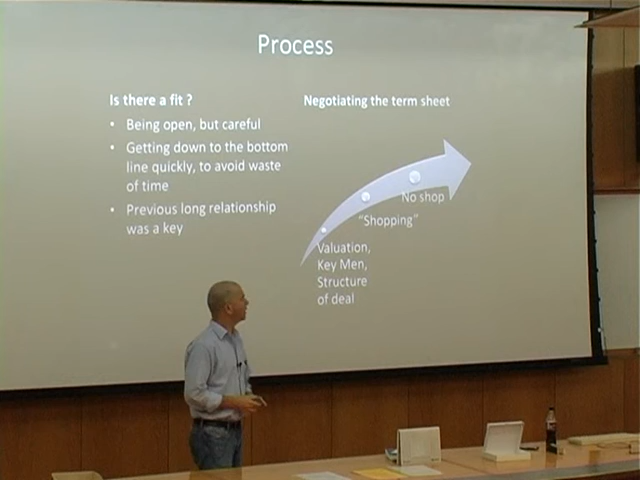 Process
Is there a fit ?
• Being open, but careful
• Getting down to the bottom
line quickly, to avoid waste
of time
• Previous long relationship
was a key
Negotiating the term sheet
No shop
“Shopping”
Valuation,
Key Men,
Structure
of deal